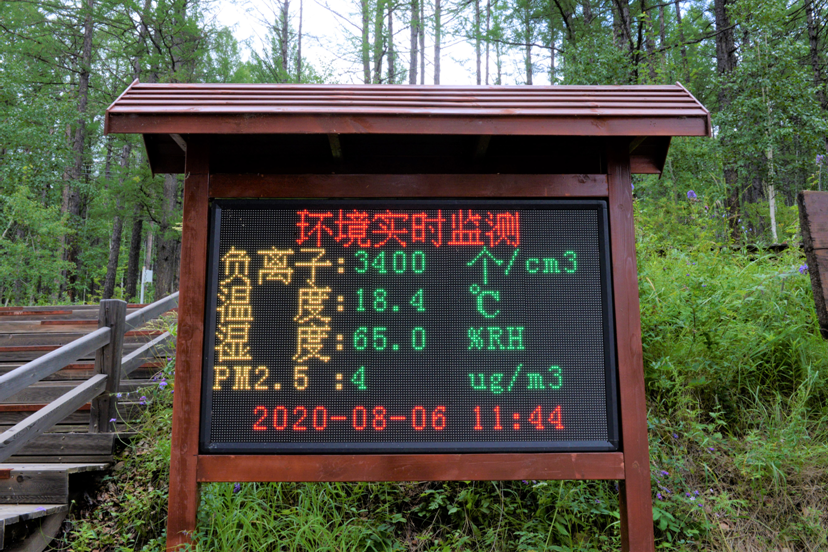 环境实时监测
负离子:3400 个/cm3
温 度:18.4 ℃
湿 度:65.0 %RH
PM2.5 :4 ug/m3
2020-08-06 11:44